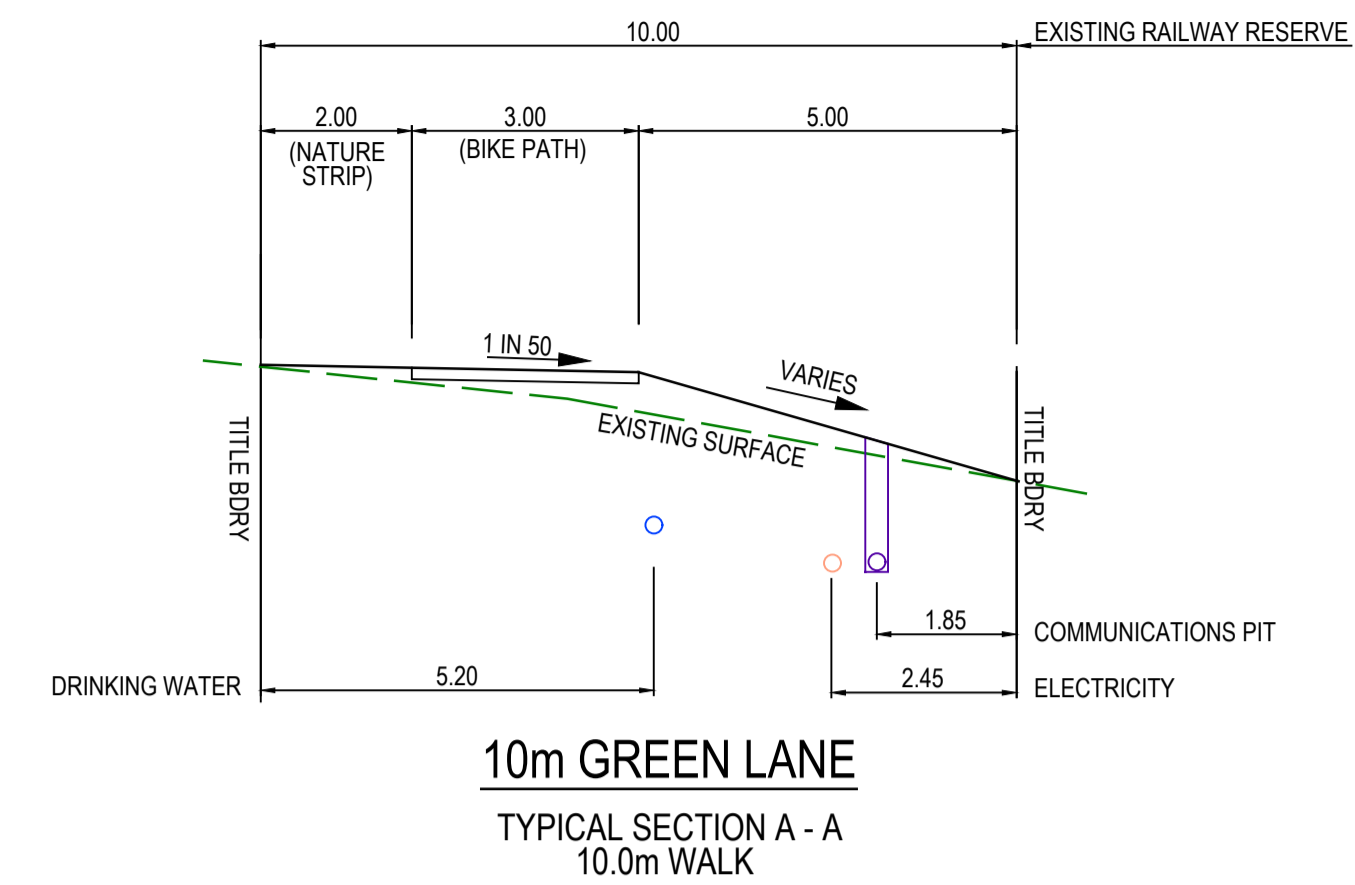 10.00
EXISTING RAILWAY RESERVE
2.00
3.00
5.00
(NATURE
STRIP)
(BIKE PATH)
1 IN 50
VARIES
EXISTING SURFACE
TITLE BDRY
TITLE BDRY
1.85
COMMUNICATIONS PIT
DRINKING WATER
5.20
2.45
ELECTRICITY
10m GREEN LANE
TYPICAL SECTION A - A
10.0m WALK